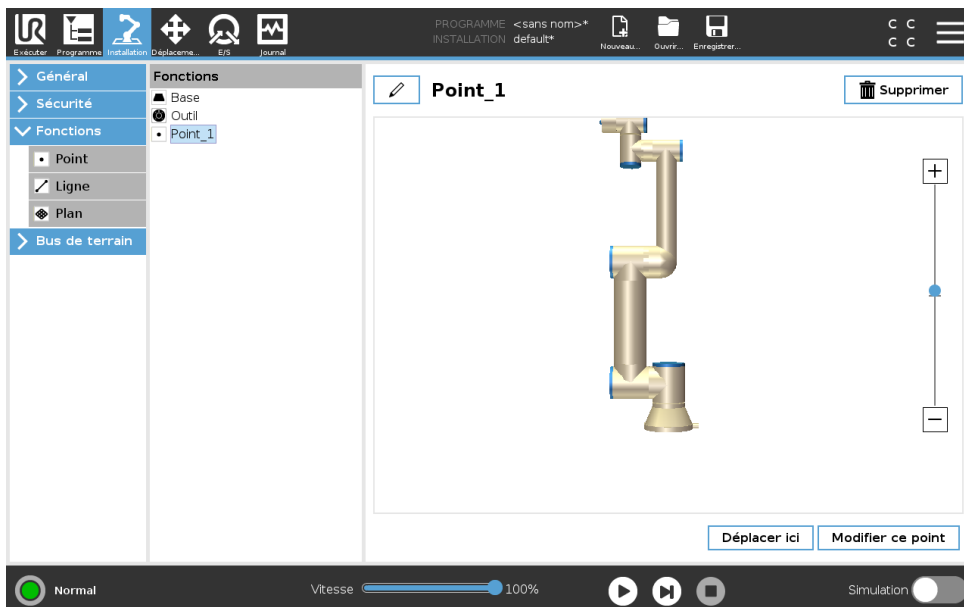 PROGRAMME <sans nom>*
INSTALLATION default*
UR
Exécuter
Programme
Installation
Déplaceme...
E/S
Journal
Nouveau...
Ouvrir...
Enregistrer...
C C
C C
Général
Sécurité
Fonctions
Point
Ligne
Plan
Bus de terrain
Fonctions
Base
Outil
Point_1
Point_1
Supprimer
Déplacer ici
Modifier ce point
Normal
Vitesse
100%
Simulation